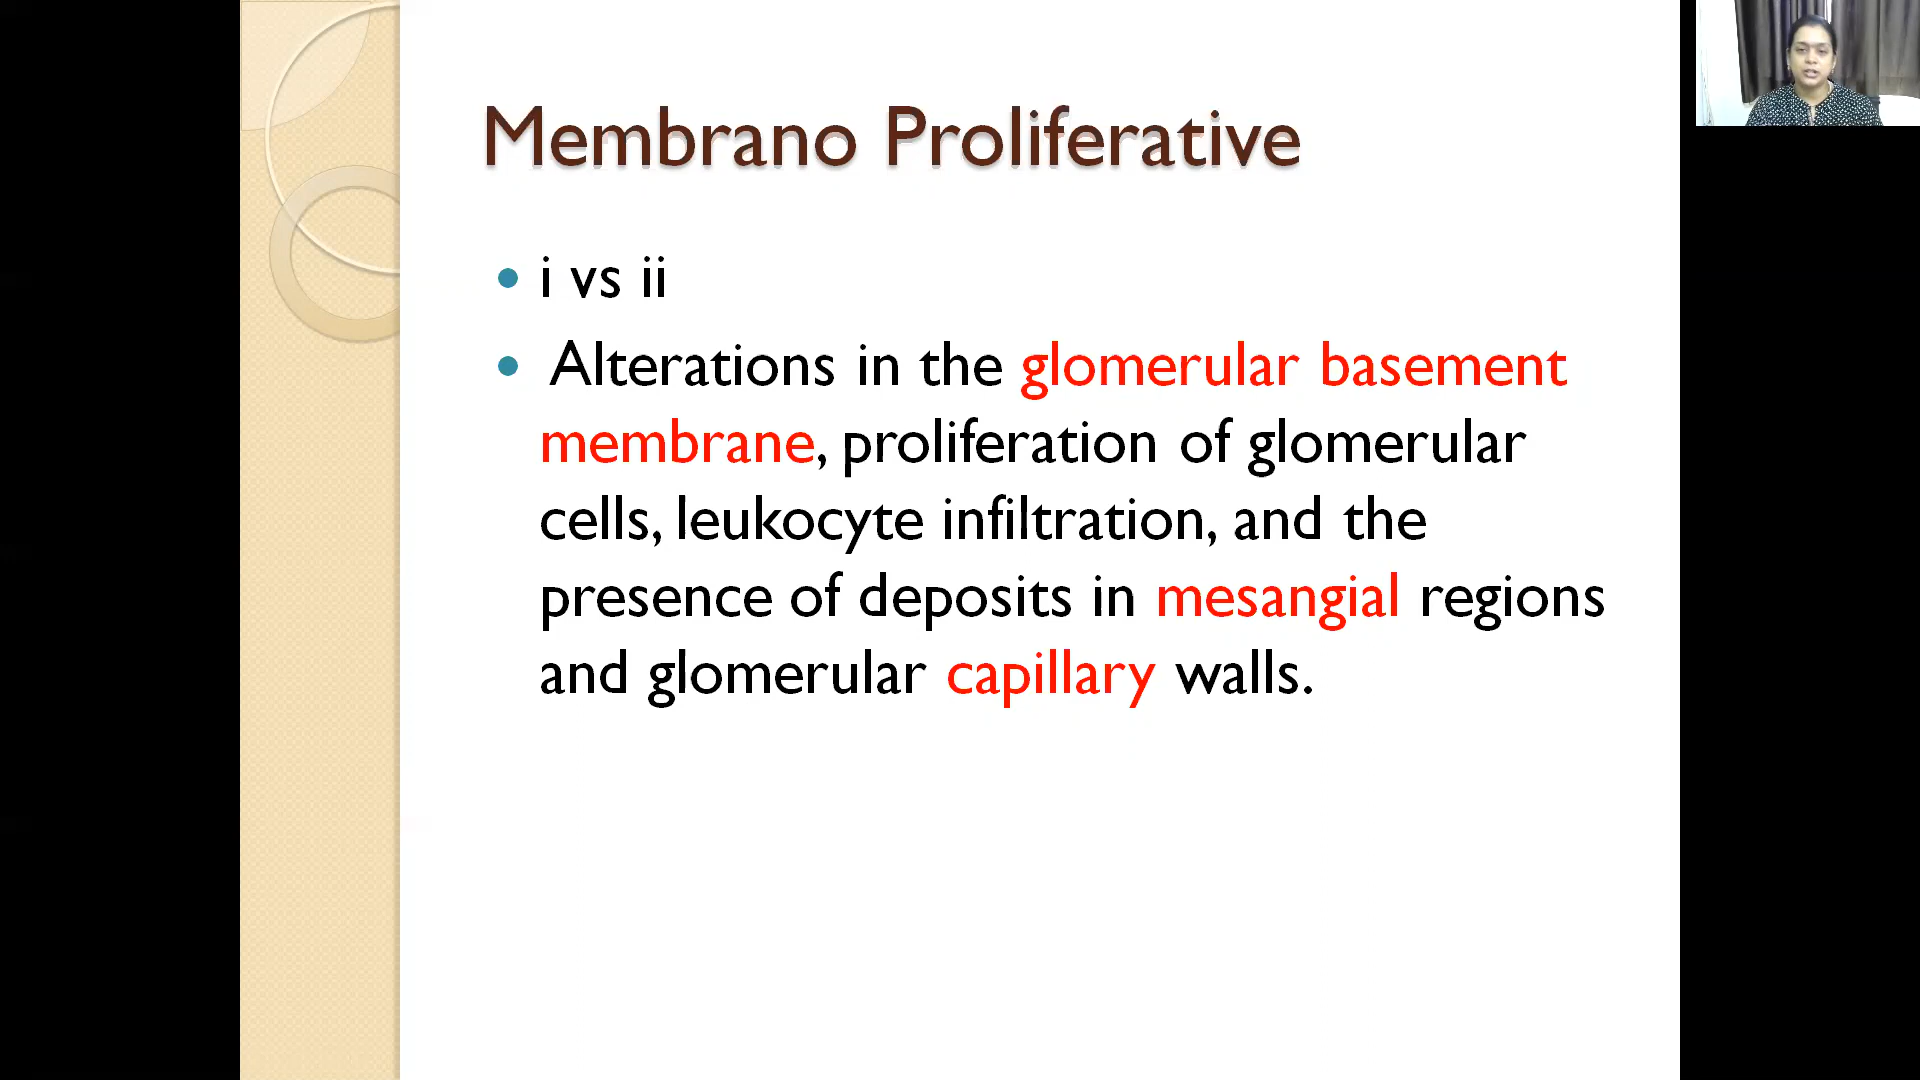 Membrano Proliferative
i vs ii
Alterations in the glomerular basement
membrane, proliferation of glomerular
cells, leukocyte infiltration, and the
presence of deposits in mesangial regions
and glomerular capillary walls.